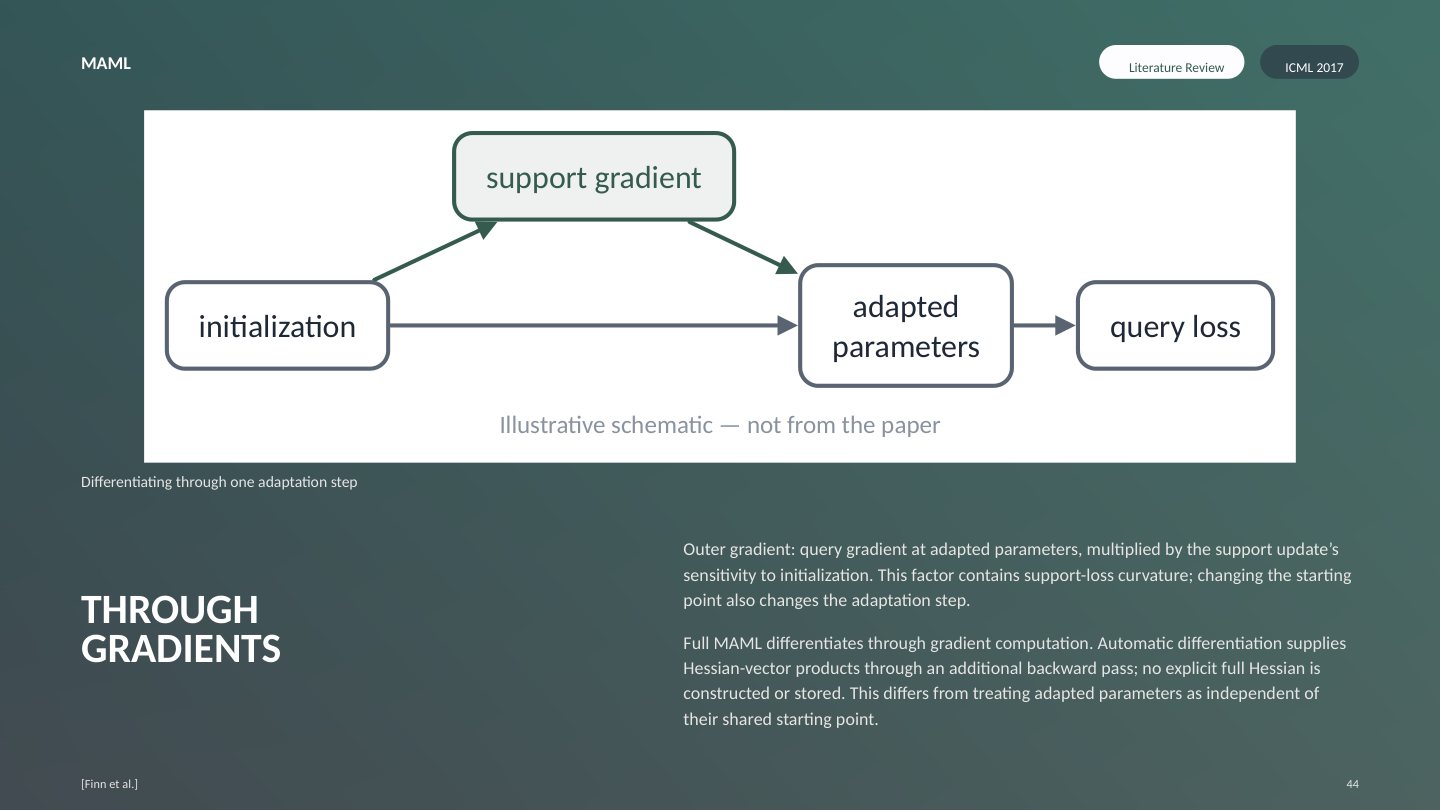 MAML
Literature Review
ICML 2017
support gradient
initialization
adapted
parameters
query loss
Illustrative schematic — not from the paper
Differentiating through one adaptation step
THROUGH
GRADIENTS
Outer gradient: query gradient at adapted parameters, multiplied by the support update’s
sensitivity to initialization. This factor contains support-loss curvature; changing the starting
point also changes the adaptation step.
Full MAML differentiates through gradient computation. Automatic differentiation supplies
Hessian-vector products through an additional backward pass; no explicit full Hessian is
constructed or stored. This differs from treating adapted parameters as independent of
their shared starting point.
[Finn et al.]
44